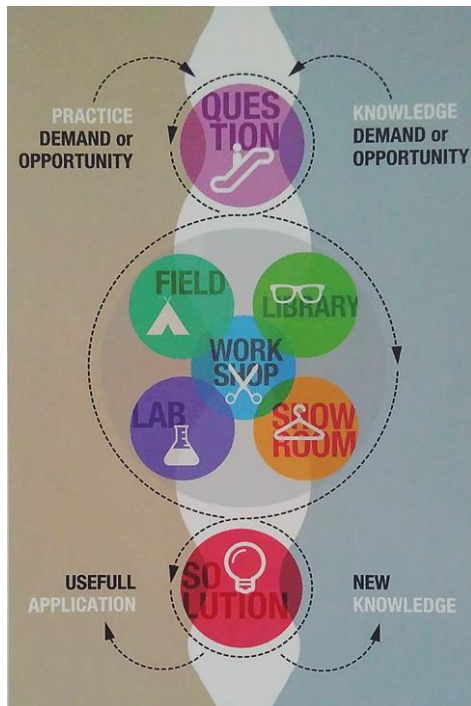 QUES
TION
PRACTICE
DEMAND or
OPPORTUNITY
KNOWLEDGE
DEMAND or
OPPORTUNITY
FIELD
LIBRARY
WORK
SHOP
LAB
SHOW
ROOM
SO
LUTION
USEFULL
APPLICATION
NEW
KNOWLEDGE